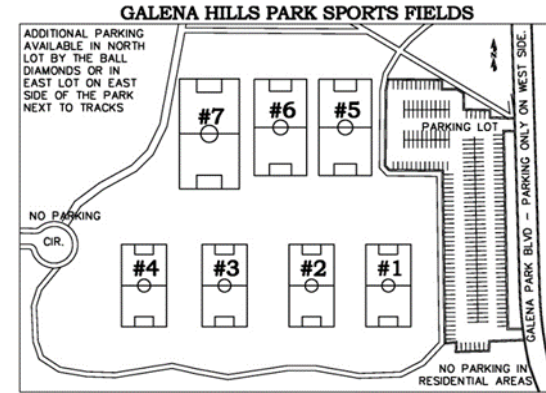 GALENA HILLS PARK SPORTS FIELDS
ADDITIONAL PARKING
AVAILABLE IN NORTH
LOT BY THE BALL
DIAMONDS OR IN
EAST LOT ON EAST
SIDE OF THE PARK
NEXT TO TRACKS
#7
#6
#5
PARKING LOT
GALENA PARK BLVD - PARKING ONLY ON WEST SIDE.
NO PARKING
CIR.
#4
#3
#2
#1
NO PARKING IN
RESIDENTIAL AREAS